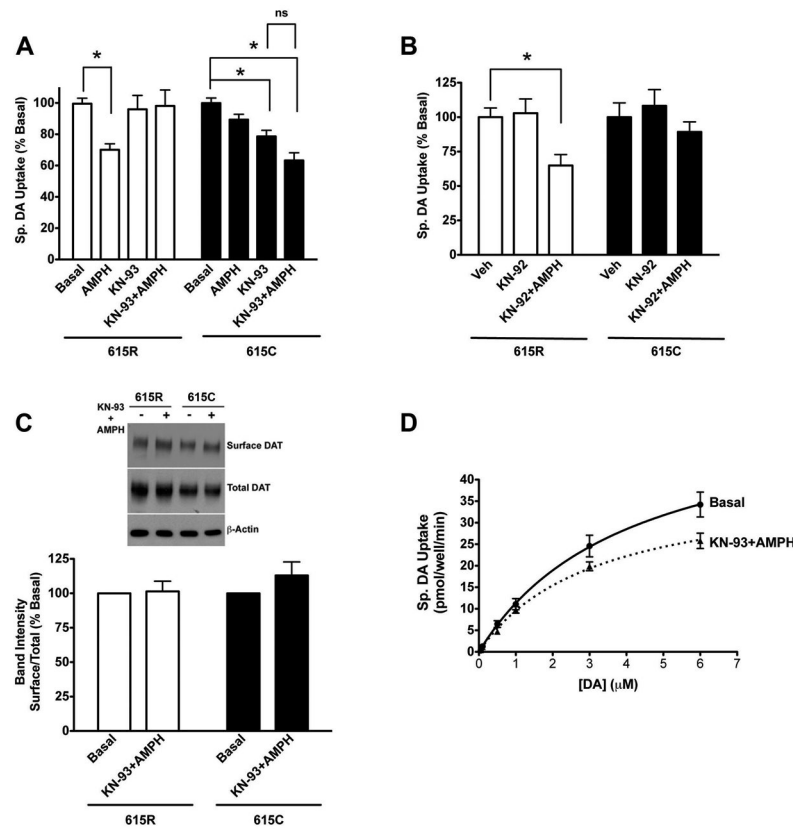 A
ns
*
*
*
Sp. DA Uptake (% Basal)
100
80
60
40
20
0
Basal
AMPH
KN-93
KN-93+AMPH
Basal
AMPH
KN-93
KN-93+AMPH
615R
615C
B
*
Sp. DA Uptake (% Basal)
125
100
75
50
25
0
Veh
KN-92
KN-92+AMPH
Veh
KN-92
KN-92+AMPH
615R
615C
C
615R 615C
KN-93
+
AMPH
- + - +
Surface DAT
Total DAT
β-Actin
Band Intensity
Surface/Total (% Basal)
125
100
75
50
25
0
Basal
KN-93+AMPH
Basal
KN-93+AMPH
615R
615C
D
Sp. DA Uptake
(pmol/well/min)
40
35
30
25
20
15
10
5
0
0 1 2 3 4 5 6 7
[DA] (μM)
Basal
KN-93+AMPH